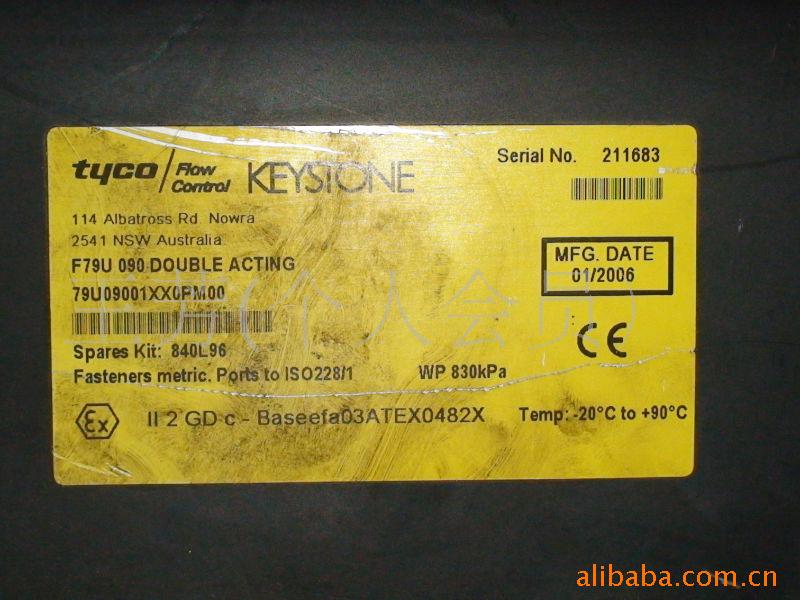 tyco Flow Control KEYSTONE
Serial No. 211683
114 Albatross Rd. Nowra
2541 NSW Australia
F79U 090 DOUBLE ACTING
MFG. DATE
01/2006
79U09001XX0PM00
Spares Kit: 840L96
CE
Fasteners metric. Ports to ISO228/1 WP 830kPa
Ex II 2 GD c - Baseefa03ATEX0482X Temp: -20°C to +90°C
alibaba.com.cn